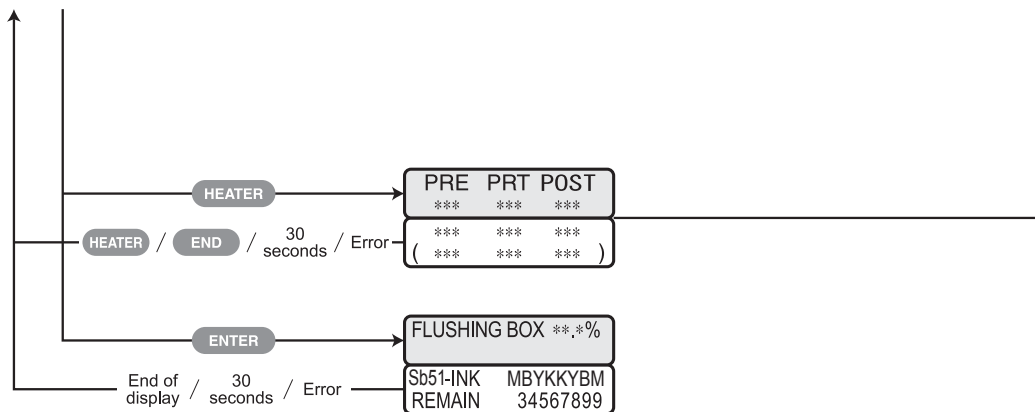 HEATER
PRE PRT POST
*** *** ***
HEATER / END / 30 seconds / Error
*** *** ***
( *** *** *** )
ENTER
FLUSHING BOX **.*%
End of display / 30 seconds / Error
Sb51-INK MBYKKYBM
REMAIN 34567899